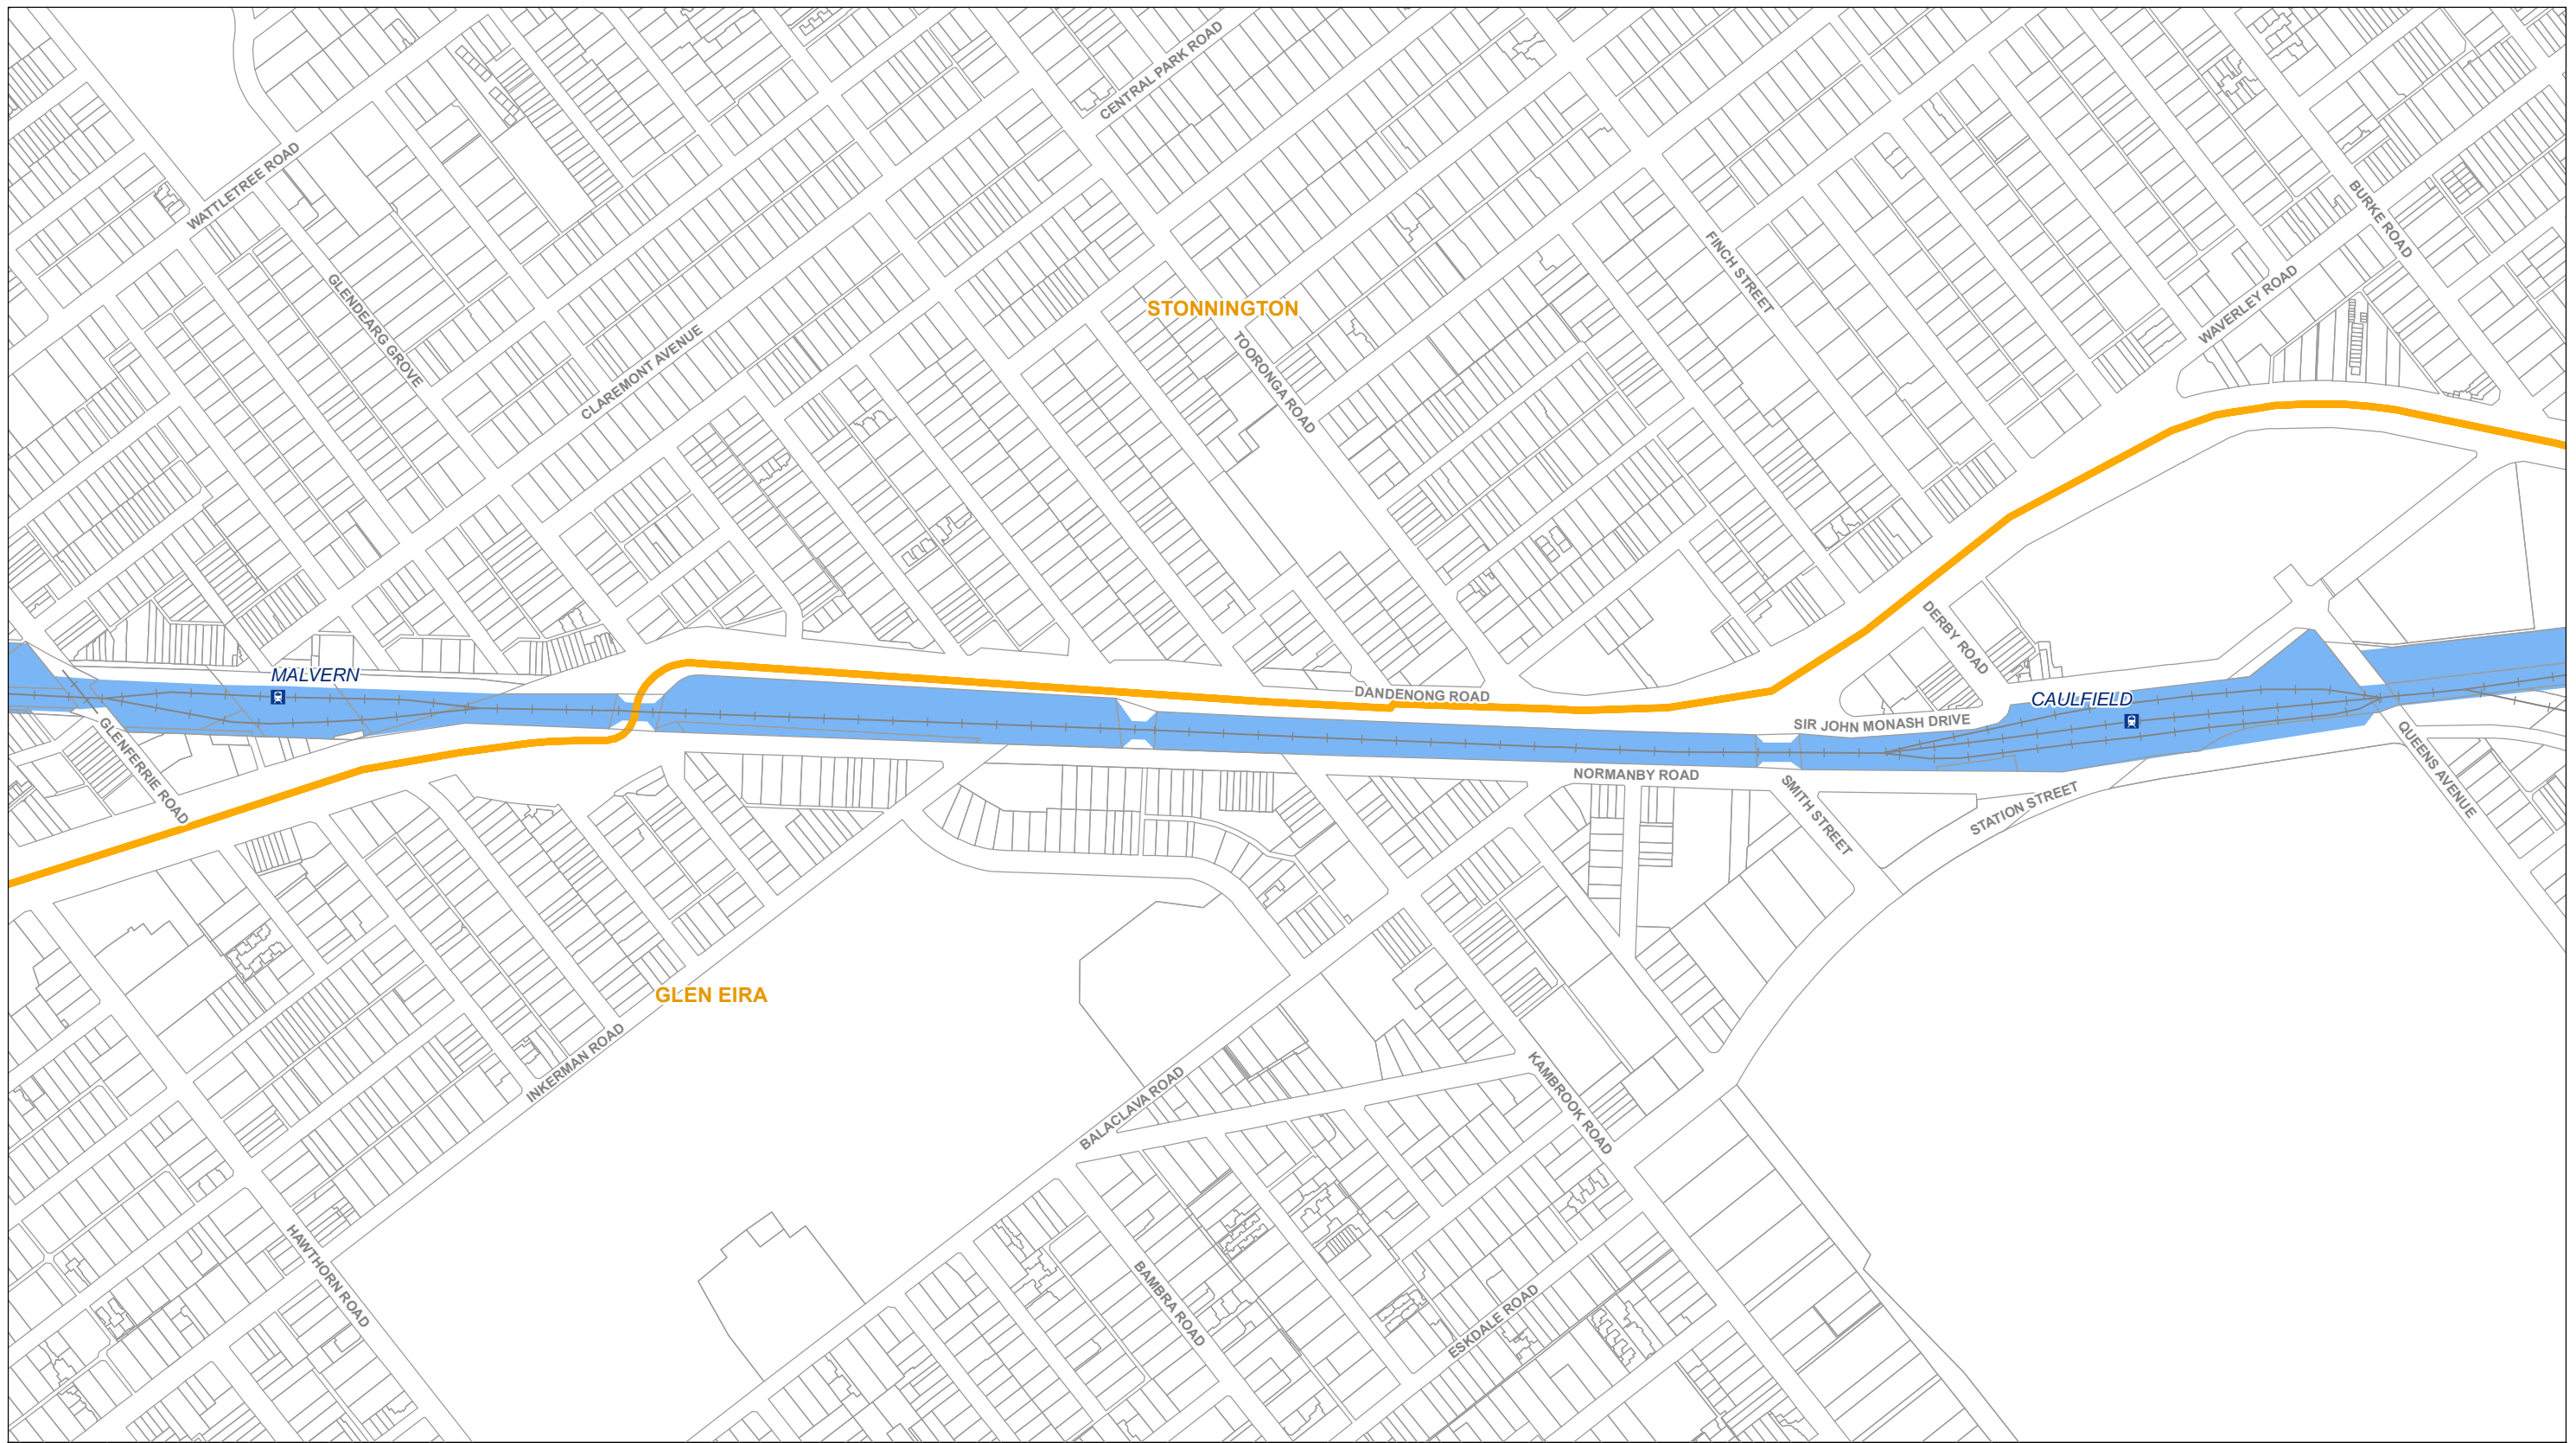 CENTRAL PARK ROAD
WATTLETREE ROAD
BURKE ROAD
FINCH STREET
GLENDEARG GROVE
STONNINGTON
WAVERLEY ROAD
CLAREMONT AVENUE
TOORONGA ROAD
DERBY ROAD
MALVERN
DANDENONG ROAD
CAULFIELD
SIR JOHN MONASH DRIVE
GLENFERRIE ROAD
QUEENS AVENUE
NORMANBY ROAD
SMITH STREET
STATION STREET
GLEN EIRA
INKERMAN ROAD
BALACLAVA ROAD
KAMBROOK ROAD
HAWTHORN ROAD
BAMBRA ROAD
ESKDALE ROAD